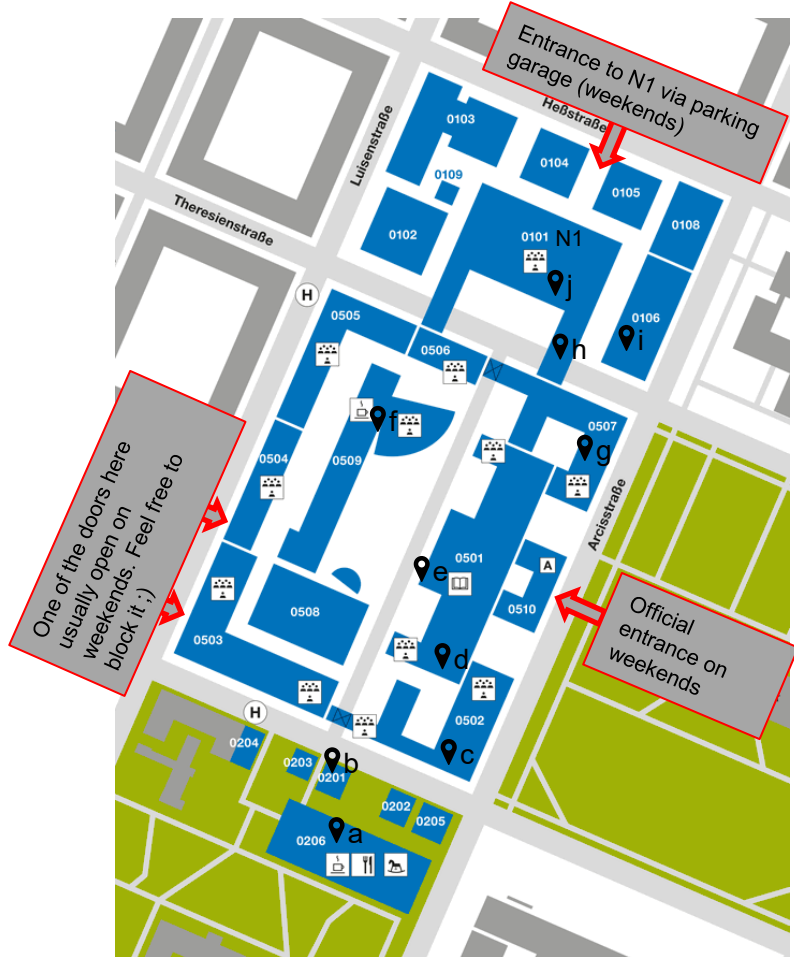 Entrance to N1 via parking
garage (weekends)
Heßstraße
Luisenstraße
Theresienstraße
Arcisstraße
0103
0104
0105
0109
0108
0102
0101 N1
j
0106
i
h
H
0505
0506
f
0507
g
0504
0509
One of the doors here
usually open on
weekends. Feel free to
block it ;)
0501
e
A
0510
Official
entrance on
weekends
0508
0503
d
0502
c
H
0204
0203
b
0201
0202
0205
a
0206